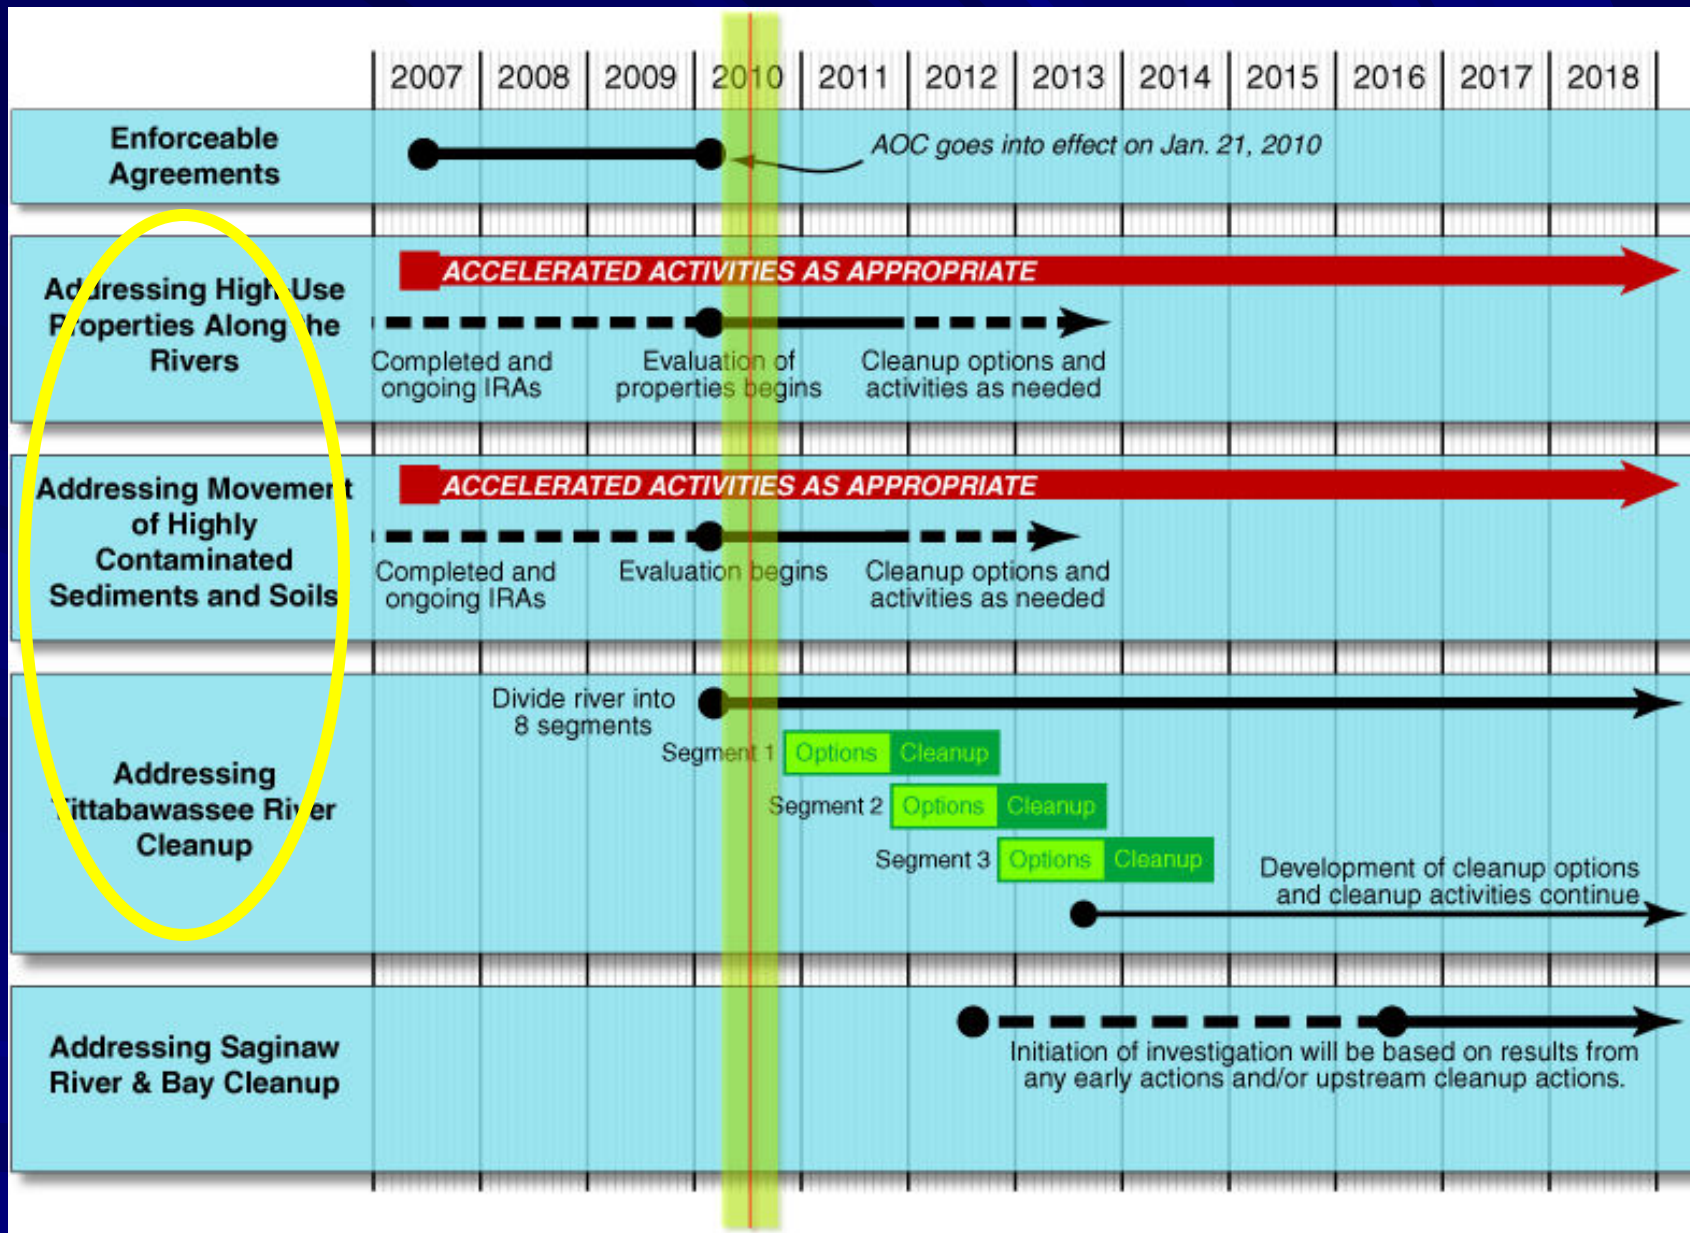 2007 2008 2009 2010 2011 2012 2013 2014 2015 2016 2017 2018
Enforceable
Agreements
AOC goes into effect on Jan. 21, 2010
Addressing High-Use
Properties Along the
Rivers
ACCELERATED ACTIVITIES AS APPROPRIATE
Completed and
ongoing IRAs
Evaluation of
properties begins
Cleanup options and
activities as needed
Addressing Movement
of Highly
Contaminated
Sediments and Soils
ACCELERATED ACTIVITIES AS APPROPRIATE
Completed and
ongoing IRAs
Evaluation begins
Cleanup options and
activities as needed
Addressing
Tittabawassee River
Cleanup
Divide river into
8 segments
Segment 1 Options Cleanup
Segment 2 Options Cleanup
Segment 3 Options Cleanup
Development of cleanup options
and cleanup activities continue
Addressing Saginaw
River & Bay Cleanup
Initiation of investigation will be based on results from
any early actions and/or upstream cleanup actions.